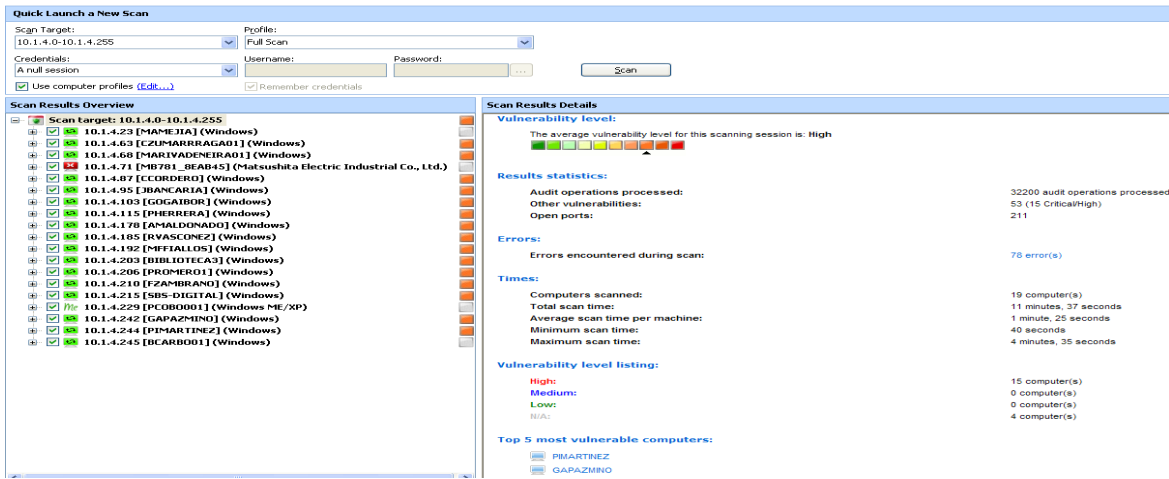 Quick Launch a New Scan
Scan Target:
Profile:
10.1.4.0-10.1.4.255
Full Scan
Credentials:
Username:
Password:
A null session
...
Scan
Use computer profiles (Edit...)
Remember credentials
Scan Results Overview
Scan target: 10.1.4.0-10.1.4.255
10.1.4.23 [MAMEJIA] (Windows)
10.1.4.63 [CZUMARRRAGA01] (Windows)
10.1.4.68 [MARIVADENEIRA01] (Windows)
10.1.4.71 [MB781_8EAB45] (Matsushita Electric Industrial Co., Ltd.)
10.1.4.87 [CCORDERO] (Windows)
10.1.4.95 [JBANCARIA] (Windows)
10.1.4.103 [GOGAIBOR] (Windows)
10.1.4.115 [PHERRERA] (Windows)
10.1.4.178 [AMALDONADO] (Windows)
10.1.4.185 [RVASCONEZ] (Windows)
10.1.4.192 [MFFIALLOS] (Windows)
10.1.4.203 [BIBLIOTECA3] (Windows)
10.1.4.206 [PROMERO1] (Windows)
10.1.4.210 [FZAMBRANO] (Windows)
10.1.4.215 [SBS-DIGITAL] (Windows)
Me 10.1.4.229 [PCOBO001] (Windows ME/XP)
10.1.4.242 [GAPAZMINO] (Windows)
10.1.4.244 [PIMARTINEZ] (Windows)
10.1.4.245 [BCARBO01] (Windows)
Scan Results Details
Vulnerability level:
The average vulnerability level for this scanning session is: High
Results statistics:
Audit operations processed: 32200 audit operations processed
Other vulnerabilities: 53 (15 Critical/High)
Open ports: 211
Errors:
Errors encountered during scan: 78 error(s)
Times:
Computers scanned: 19 computer(s)
Total scan time: 11 minutes, 37 seconds
Average scan time per machine: 1 minute, 25 seconds
Minimum scan time: 40 seconds
Maximum scan time: 4 minutes, 35 seconds
Vulnerability level listing:
High: 15 computer(s)
Medium: 0 computer(s)
Low: 0 computer(s)
N/A: 4 computer(s)
Top 5 most vulnerable computers:
PIMARTINEZ
GAPAZMINO